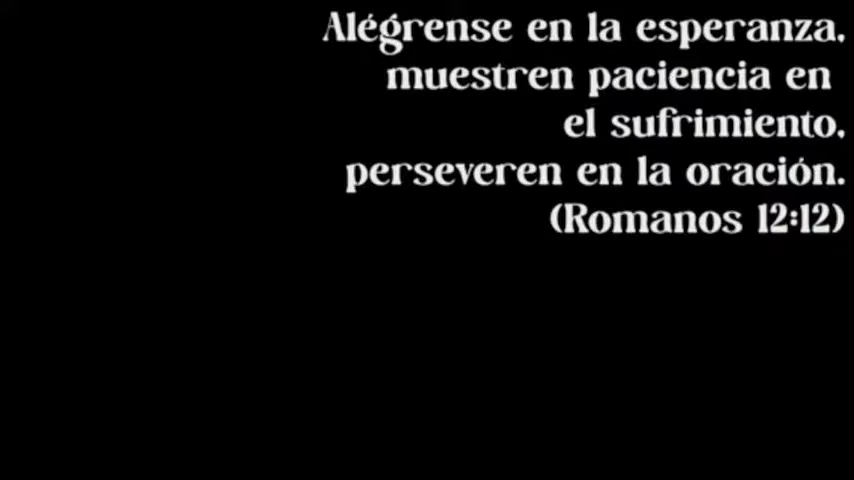 Alégrense en la esperanza,
muestren paciencia en
el sufrimiento,
perseveren en la oración.
(Romanos 12:12)